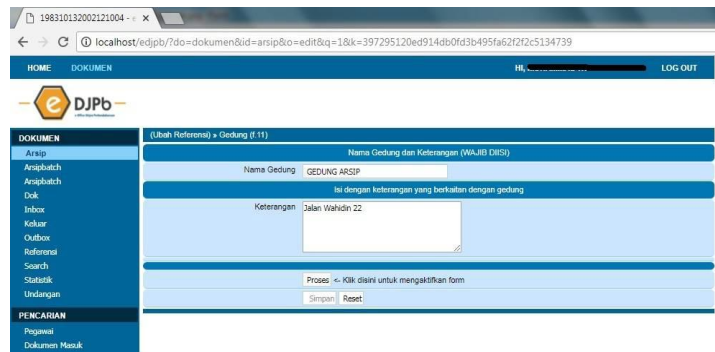 198310132002121004 - e
localhost/edjpb/?do=dokumen&id=arsip&o=edit&q=1&k=397295120ed914db0fd3b495fa62f2f2c5134739
HOME DOKUMEN HI, LOG OUT
e DJPb
DOKUMEN
Arsip
Arsipbatch
Arsipbatch
Dok
Inbox
Keluar
Outbox
Referensi
Search
Statistik
Undangan
PENCARIAN
Pegawai
Dokumen Masuk
(Ubah Referensi) » Gedung (f.11)
Nama Gedung dan Keterangan (WAJIB DIISI)
Nama Gedung GEDUNG ARSIP
Isi dengan keterangan yang berkaitan dengan gedung
Keterangan Jalan Wahidin 22
Proses <- Klik disini untuk mengaktifkan form
Simpan Reset